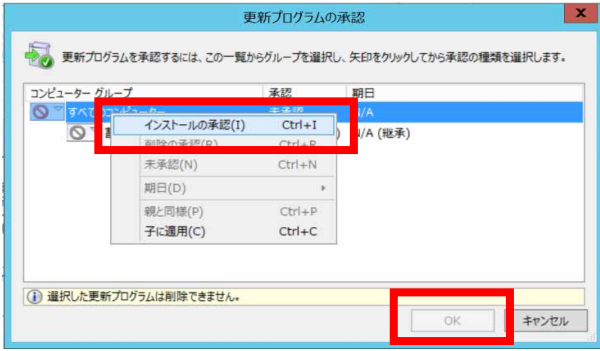 更新プログラムの承認
x
更新プログラムを承認するには、この一覧からグループを選択し、矢印をクリックしてから承認の種類を選択します。
コンピューター グループ 承認 期日
すべてのコンピューター 未承認 N/A
) N/A (継承)
インストールの承認(I) Ctrl+I
削除の承認(R) Ctrl+R
未承認(N) Ctrl+N
期日(D)
親と同様(P) Ctrl+P
子に適用(C) Ctrl+C
選択した更新プログラムは削除できません。
OK キャンセル